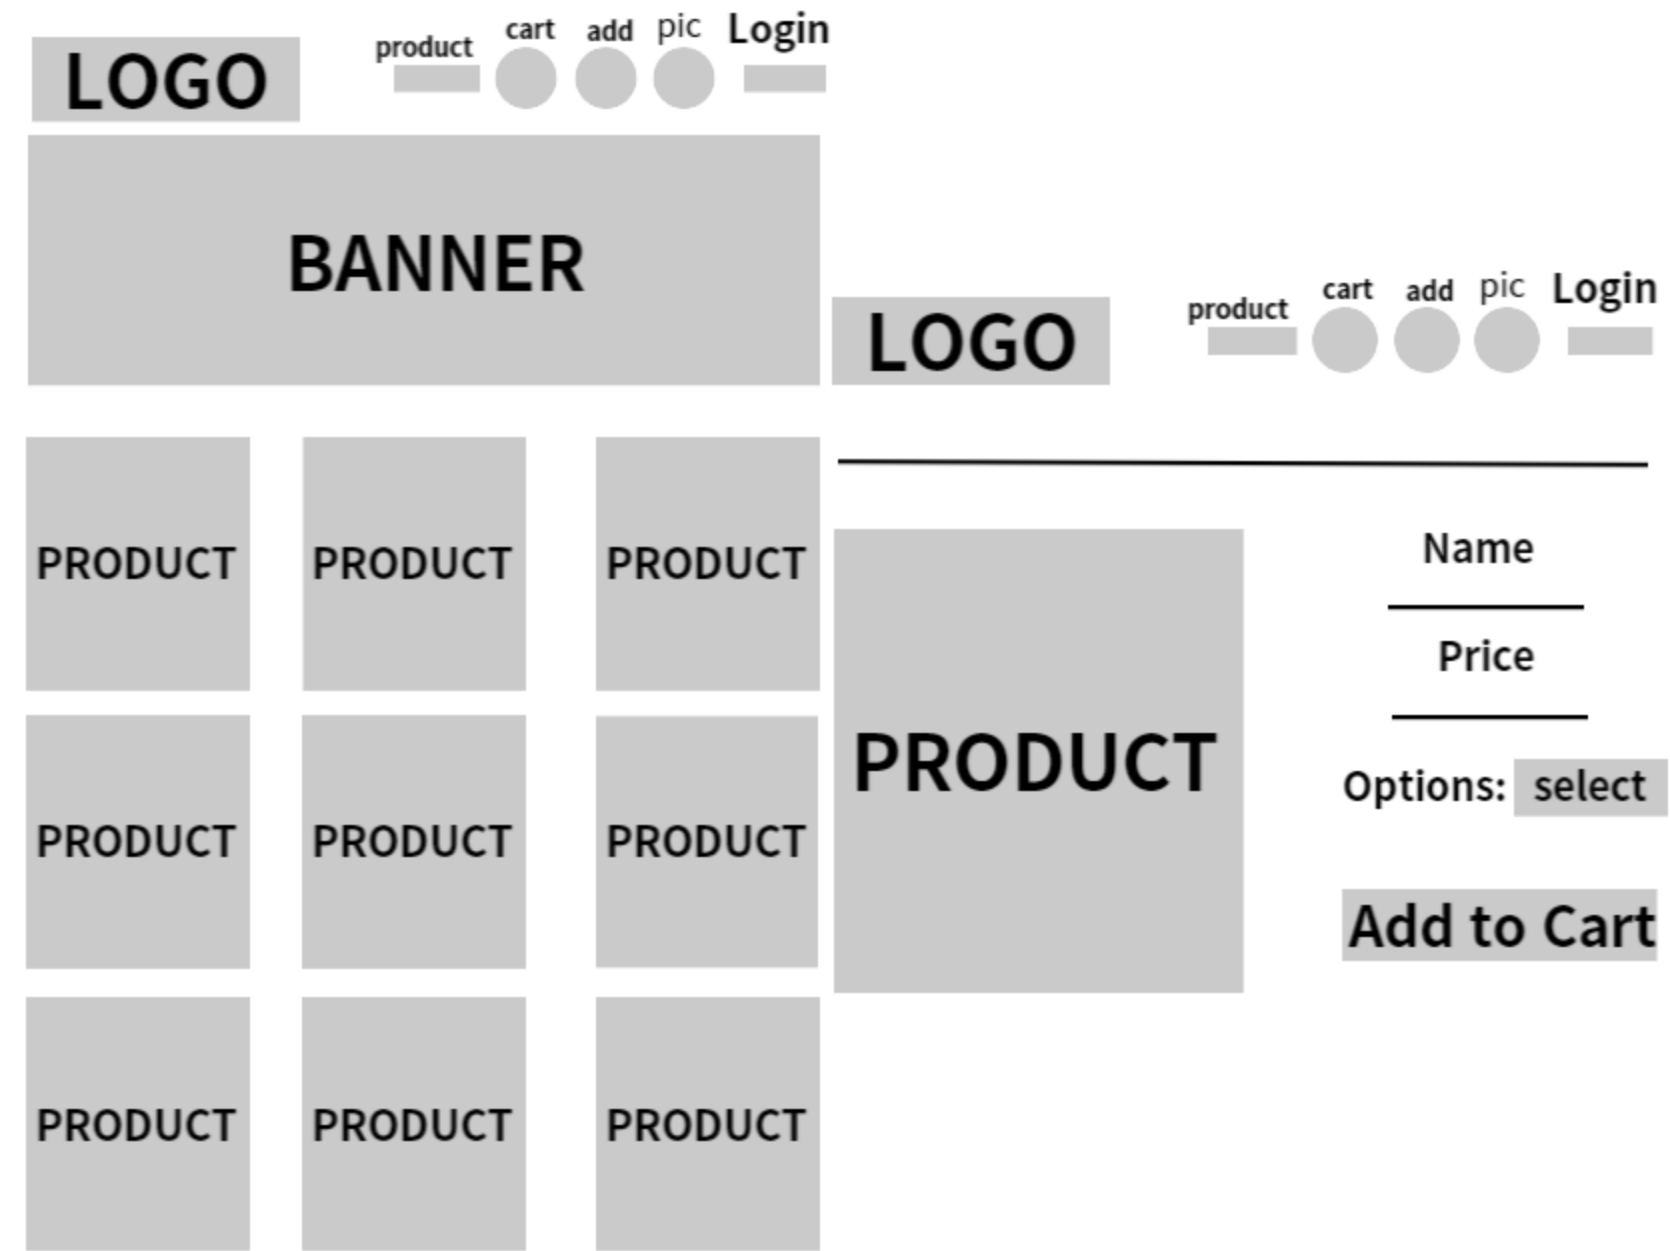 LOGO
product
cart
add
pic
Login
BANNER
PRODUCT PRODUCT PRODUCT
PRODUCT PRODUCT PRODUCT
PRODUCT PRODUCT PRODUCT
LOGO
product
cart
add
pic
Login
PRODUCT
Name
Price
Options: select
Add to Cart